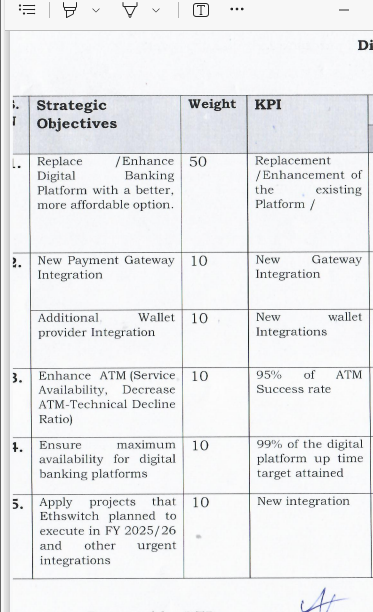 Di
S. Strategic Weight KPI
Objectives
1. Replace /Enhance 50 Replacement
Digital Banking /Enhancement of
Platform with a better, the existing
more affordable option. Platform /
2. New Payment Gateway 10 New Gateway
Integration Integration
Additional Wallet 10 New wallet
provider Integration Integrations
3. Enhance ATM (Service 10 95% of ATM
Availability, Decrease Success rate
ATM-Technical Decline
Ratio)
4. Ensure maximum 10 99% of the digital
availability for digital platform up time
banking platforms target attained
5. Apply projects that 10 New integration
Ethswitch planned to
execute in FY 2025/26
and other urgent
integrations